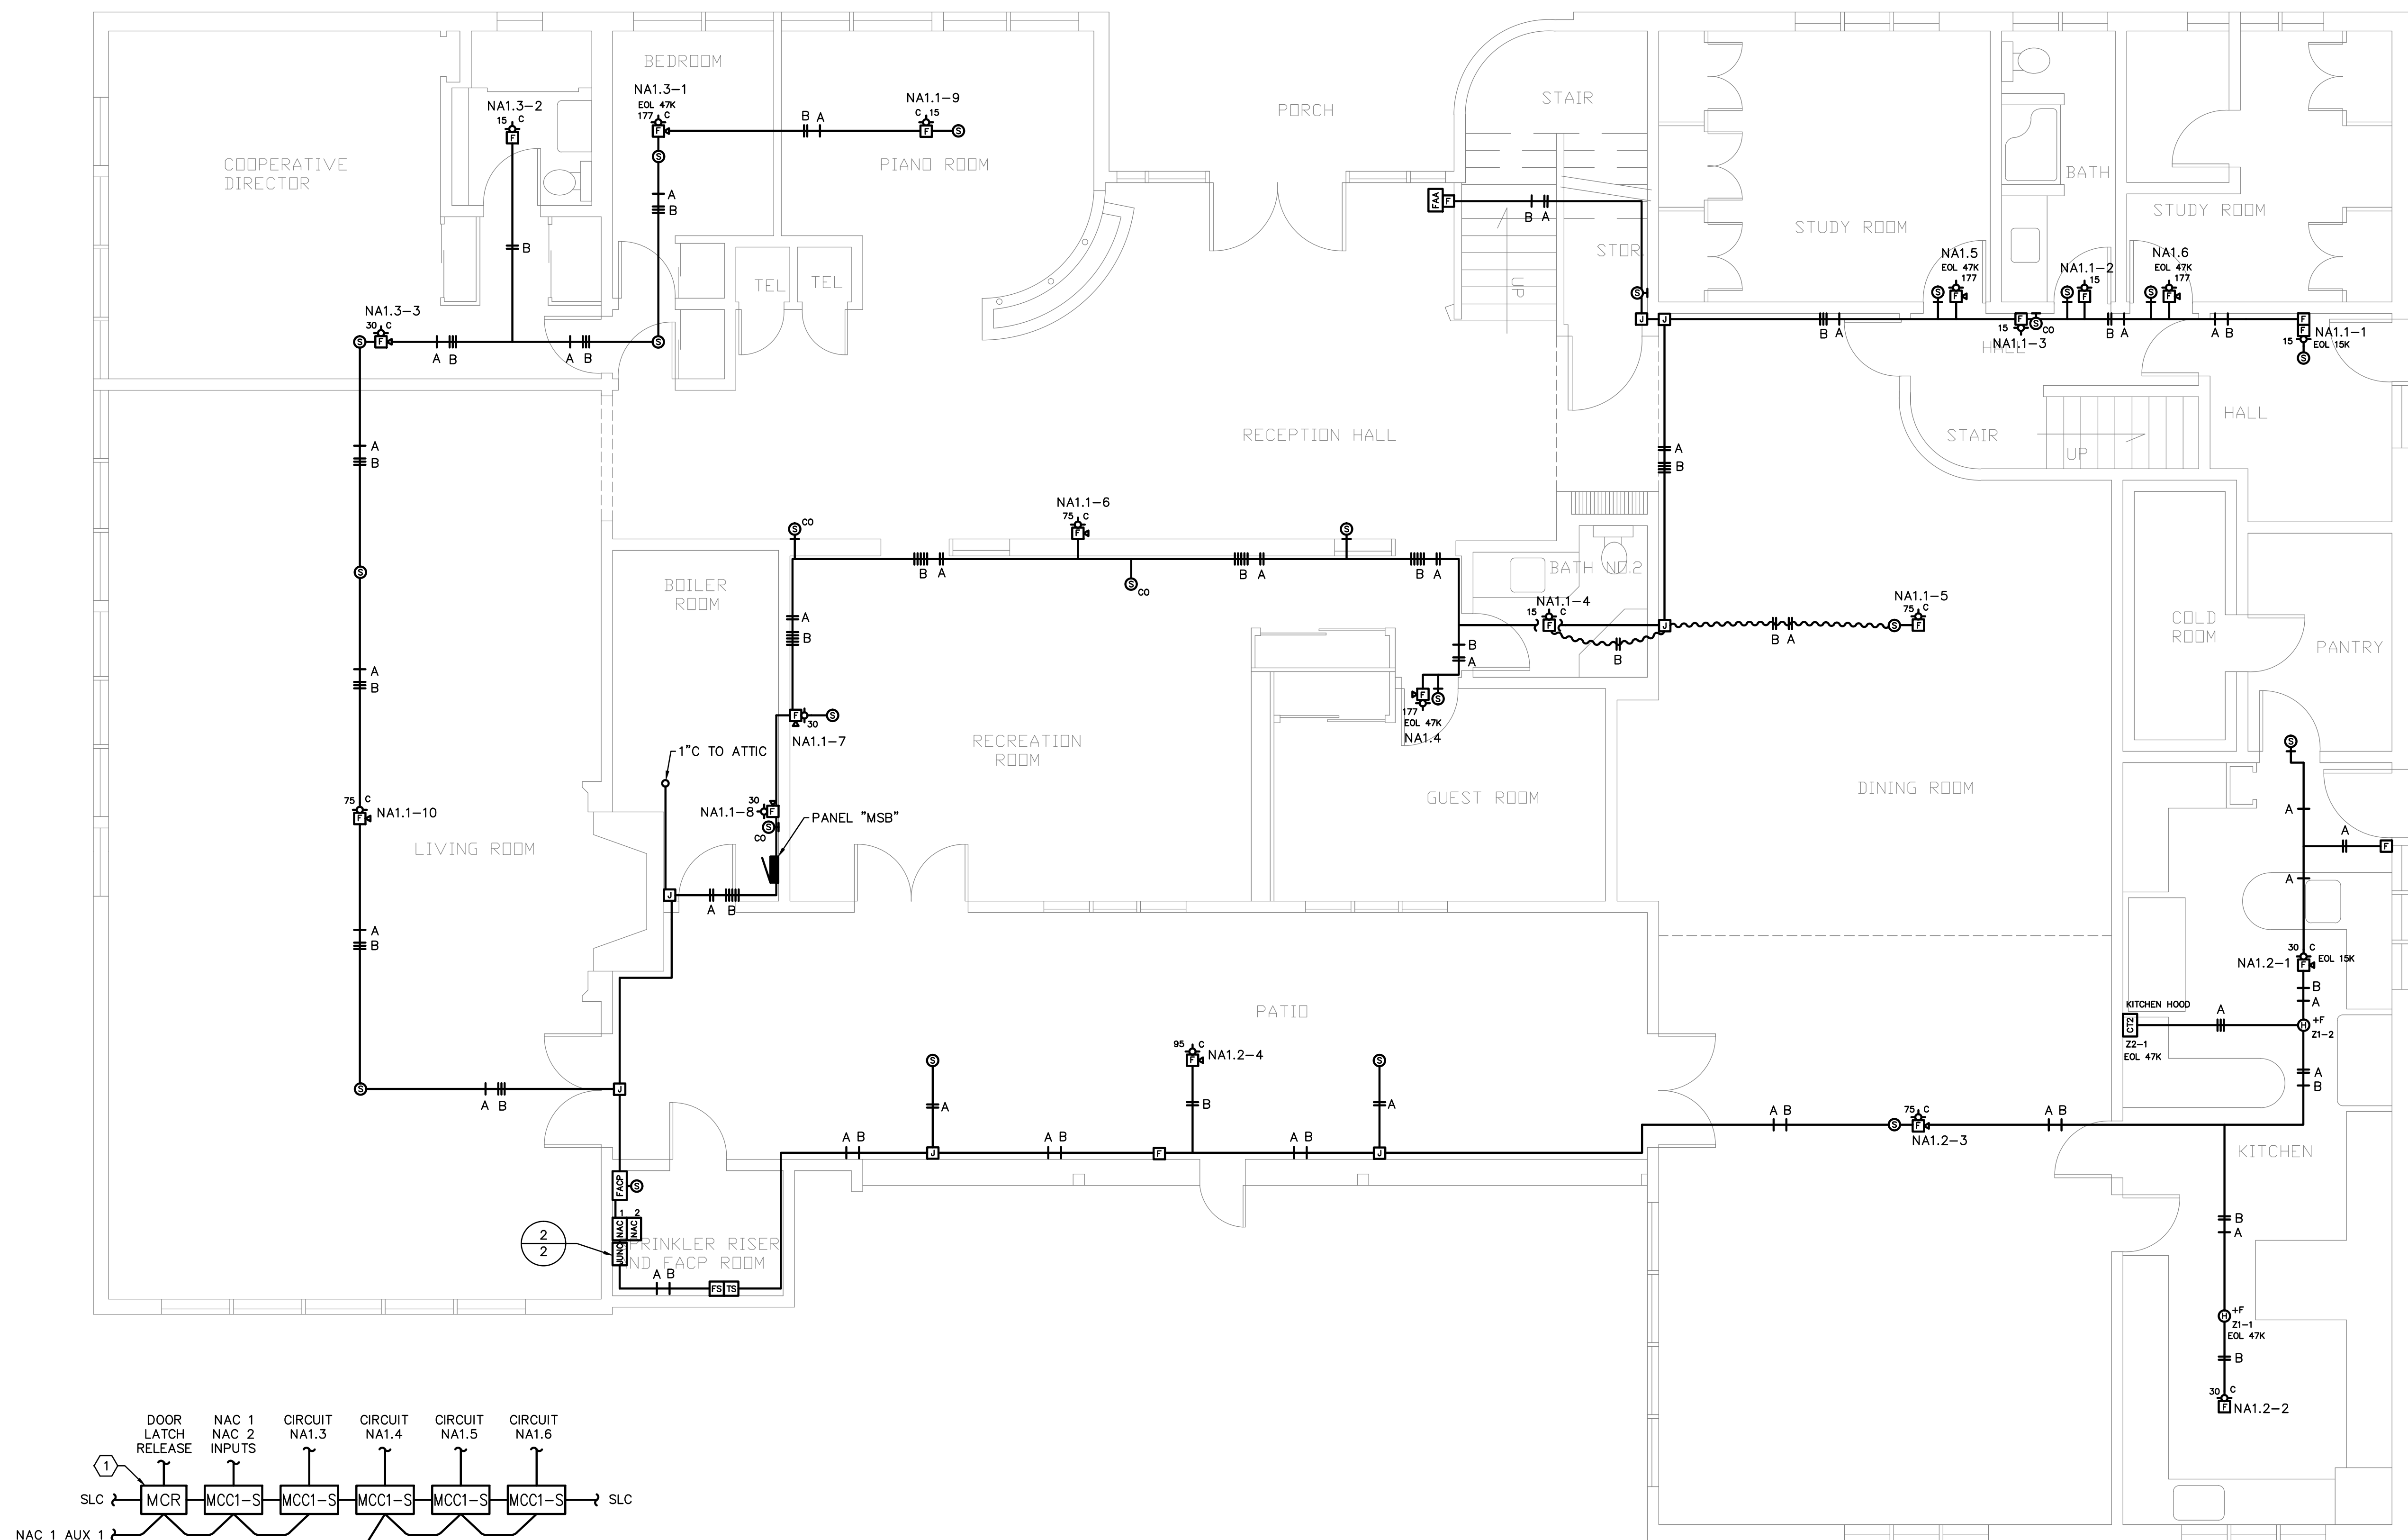 BEDROOM
NA1.3-1
EOL 47K
177 C
F
NA1.3-2
15 C
F
NA1.1-9
C 15
F
S
B A
PIANO ROOM
COOPERATIVE
DIRECTOR
S
A
B
B
PORCH
STAIR
FAA
F
B A
STOR.
UP
STUDY ROOM
BATH
STUDY ROOM
NA1.5
EOL 47K
177
S
F
NA1.1-2
15
S
F
NA1.6
EOL 47K
177
S
F
TEL
TEL
NA1.3-3
30 C
S
F
A B
A B
S
S
J
J
B A
F
15
S
CO
NA1.1-3
HALL
B A
A B
F
F
NA1.1-1
15
EOL 15K
S
HALL
STAIR
UP
RECEPTION HALL
A
B
A
B
NA1.1-6
75 C
F
S CO
S
B A
S CO
B A
B A
BATH NO.2
BOILER
ROOM
S
A
B
NA1.1-4
15 C
F
J
B
B A
NA1.1-5
75 C
S
F
COLD
ROOM
PANTRY
B
A
F
S
177
EOL 47K
NA1.4
A
B
F
30
S
NA1.1-7
RECREATION
ROOM
1"C TO ATTIC
30
NA1.1-8
F
S
CO
PANEL "MSB"
GUEST ROOM
DINING ROOM
75 C
F
NA1.1-10
LIVING ROOM
S
A
A
F
A
J
A B
A
B
30 C
NA1.2-1
F
EOL 15K
B
A
KITCHEN HOOD
CT2
A
H
+F
Z1-2
Z2-1
EOL 47K
A
B
PATIO
S
95 C
F
NA1.2-4
S
A
B
A
S
A B
J
A B
75 C
S
F
NA1.2-3
A B
A B
J
A B
F
A B
J
KITCHEN
FACP
S
1 2
NAC
NAC
JUNC
2
2
SPRINKLER RISER
AND FACP ROOM
A B
FS
TS
B
A
H
+F
Z1-1
EOL 47K
B
30 C
F
NA1.2-2
DOOR
LATCH
RELEASE
NAC 1
NAC 2
INPUTS
CIRCUIT
NA1.3
CIRCUIT
NA1.4
CIRCUIT
NA1.5
CIRCUIT
NA1.6
1
SLC
MCR
MCC1-S
MCC1-S
MCC1-S
MCC1-S
MCC1-S
SLC
NAC 1 AUX 1